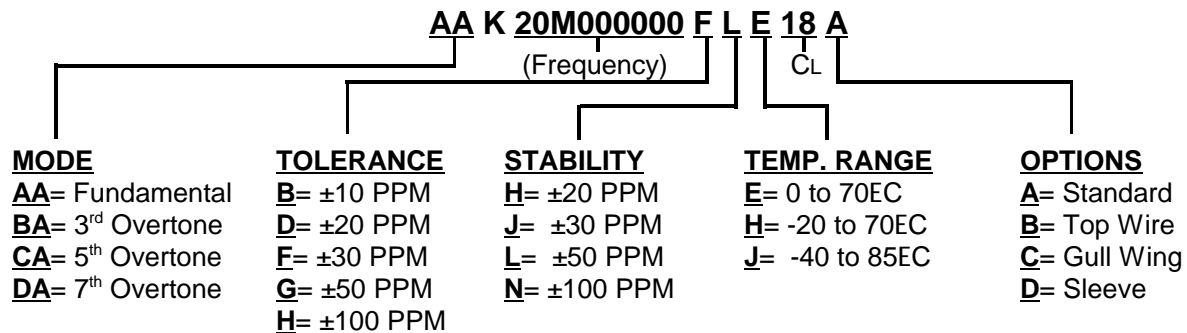 AA K 20M000000 F L E 18 A
(Frequency) CL
MODE TOLERANCE STABILITY TEMP. RANGE OPTIONS
AA= Fundamental B= ±10 PPM H= ±20 PPM E= 0 to 70EC A= Standard
BA= 3rd Overtone D= ±20 PPM J= ±30 PPM H= -20 to 70EC B= Top Wire
CA= 5th Overtone F= ±30 PPM L= ±50 PPM J= -40 to 85EC C= Gull Wing
DA= 7th Overtone G= ±50 PPM N= ±100 PPM D= Sleeve
H= ±100 PPM